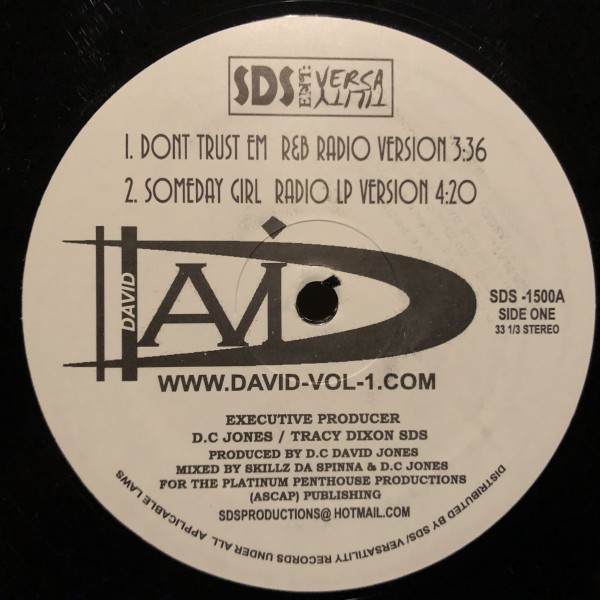 SDS ENT. VERSATILITY
1. DONT TRUST EM R&B RADIO VERSION 3:36
2. SOMEDAY GIRL RADIO LP VERSION 4:20
DAVID
DAVID
SDS -1500A
SIDE ONE
33 1/3 STEREO
WWW.DAVID-VOL-1.COM
EXECUTIVE PRODUCER
D.C JONES / TRACY DIXON SDS
PRODUCED BY D.C DAVID JONES
MIXED BY SKILLZ DA SPINNA & D.C JONES
FOR THE PLATINUM PENTHOUSE PRODUCTIONS
(ASCAP) PUBLISHING
SDSPRODUCTIONS@ HOTMAIL.COM
DISTRIBUTED BY SDS/ VERSATILITY RECORDS UNDER ALL APPLICABLE LAWS